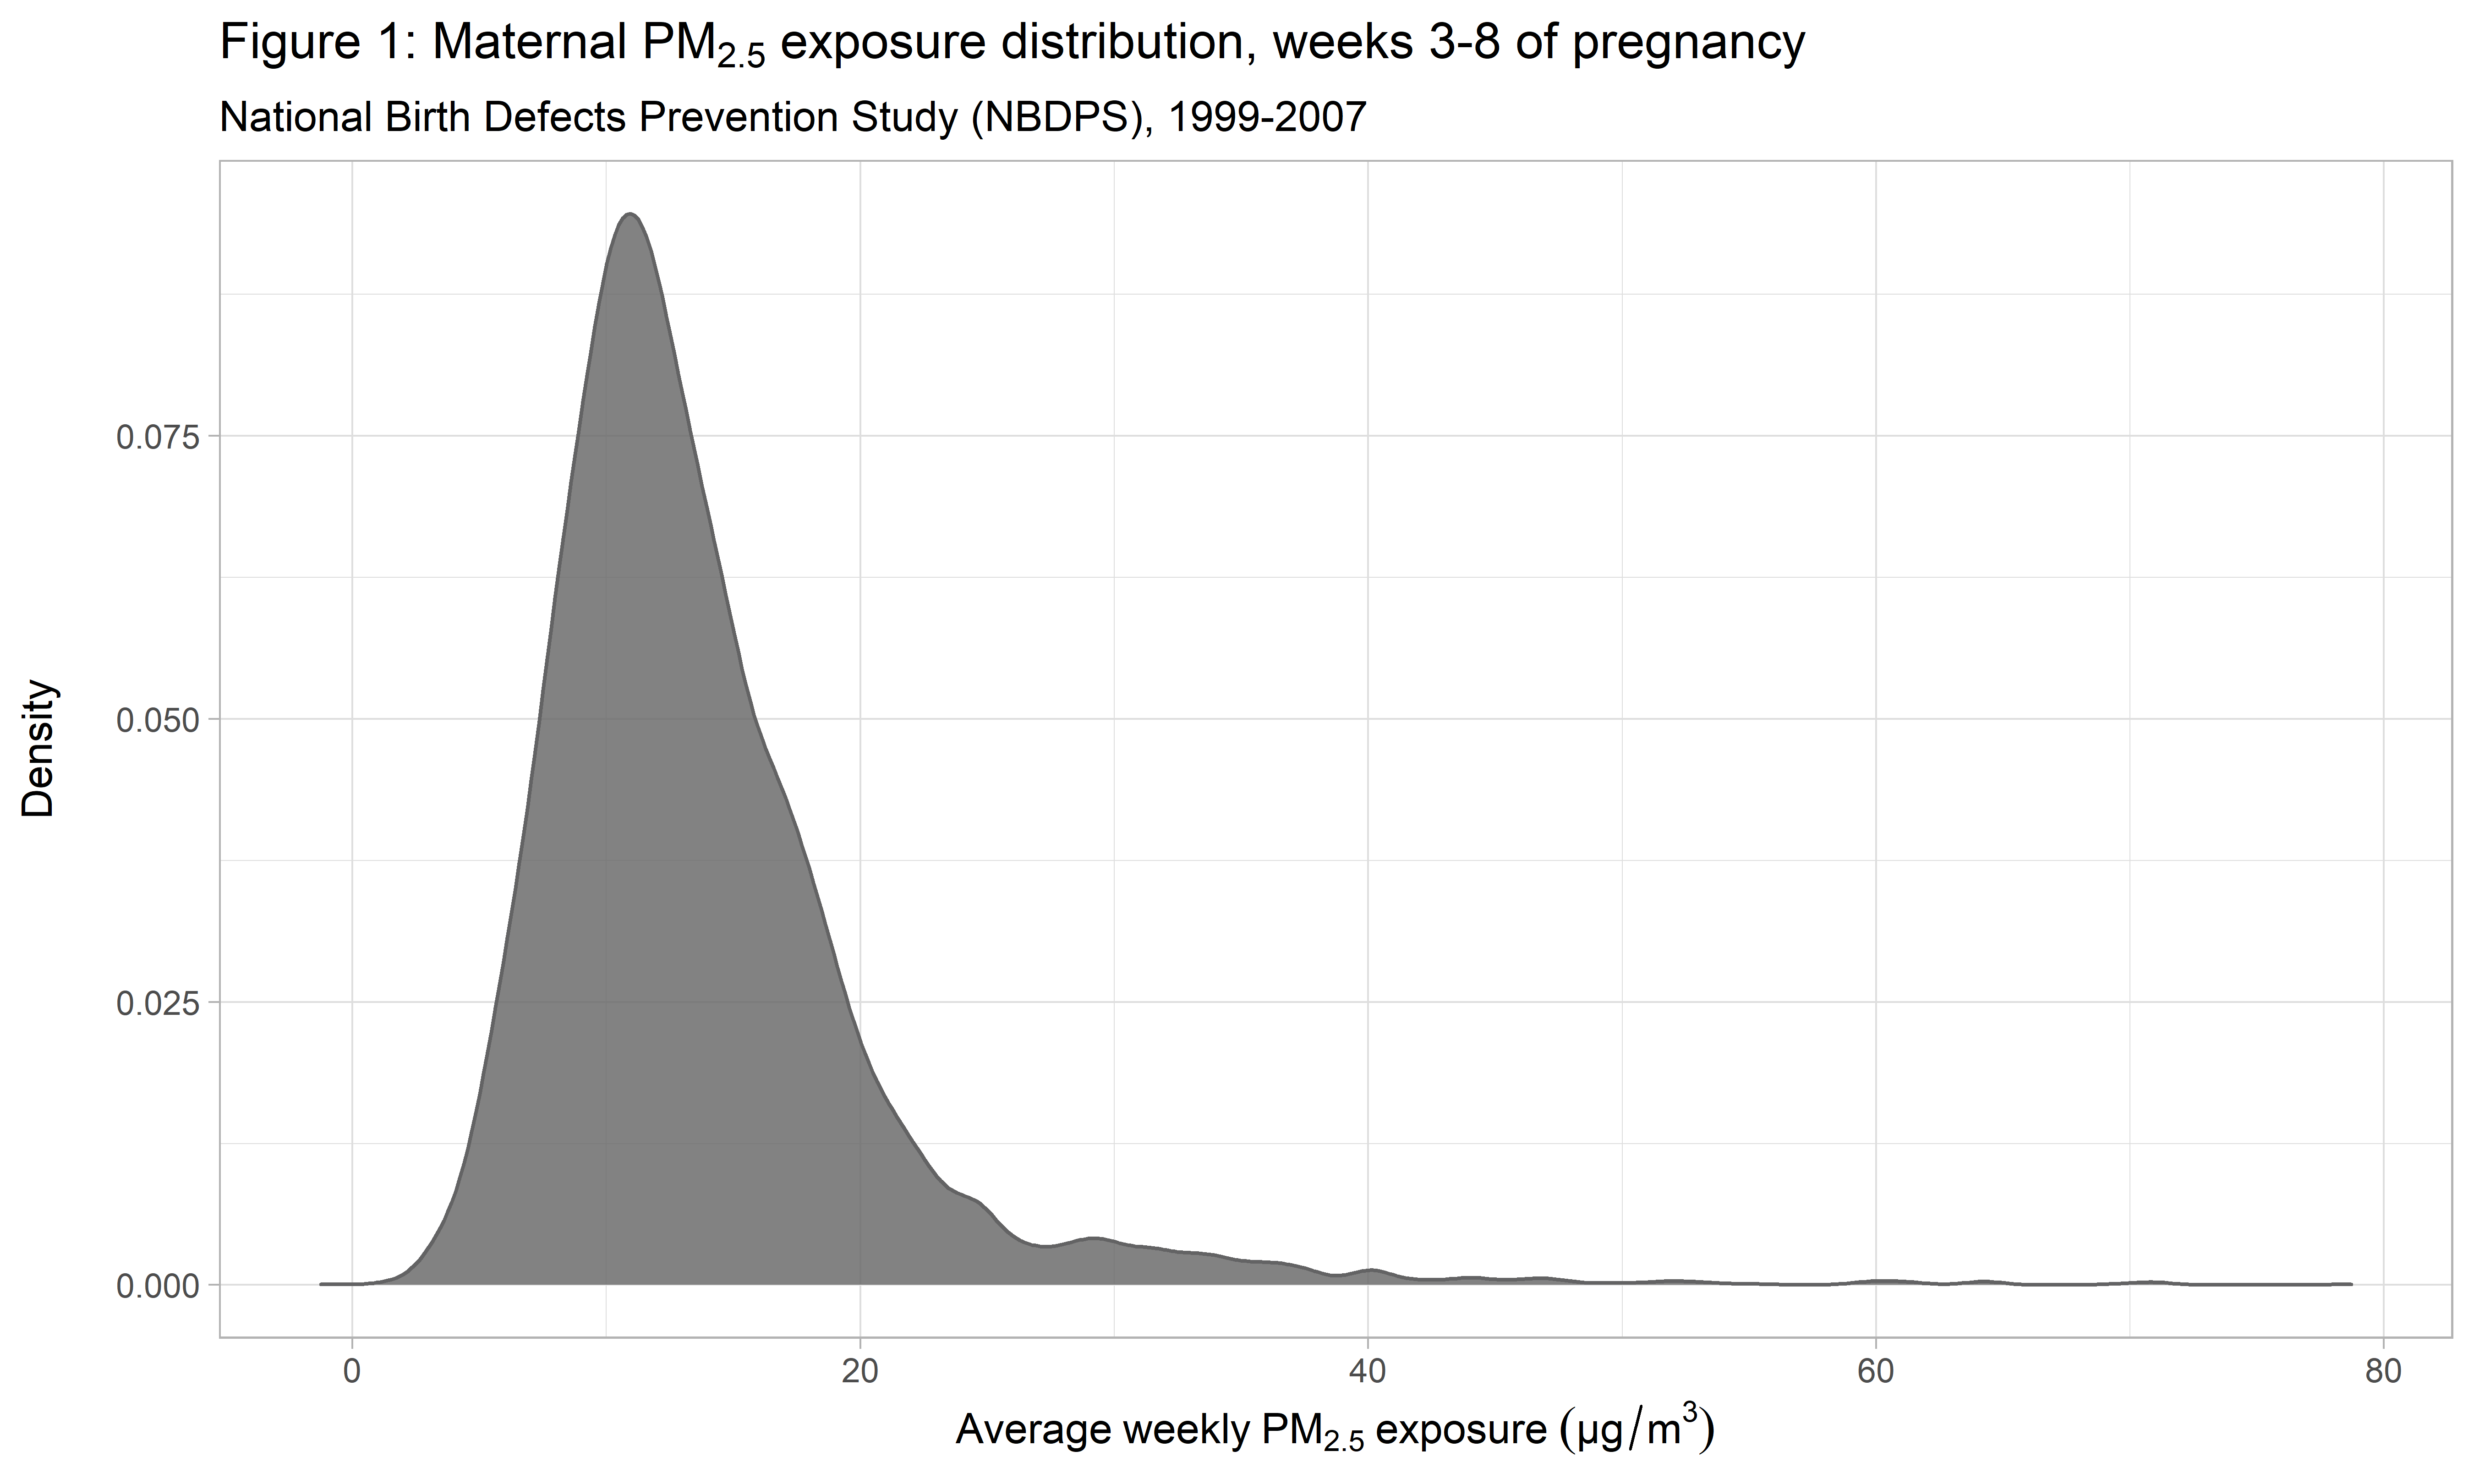 Figure 1: Maternal PM2.5 exposure distribution, weeks 3-8 of pregnancy
National Birth Defects Prevention Study (NBDPS), 1999-2007
Density
0.075
0.050
0.025
0.000
0 20 40 60 80
Average weekly PM2.5 exposure (µg/m³)